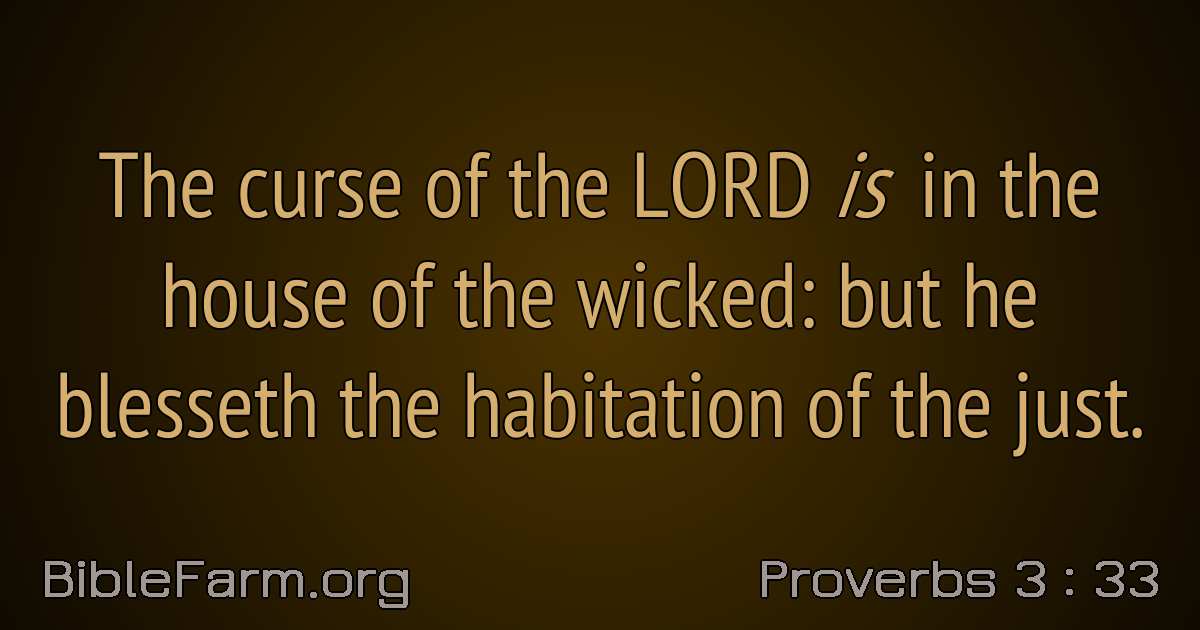 The curse of the LORD is in the
house of the wicked: but he
blesseth the habitation of the just.
BibleFarm.org
Proverbs 3 : 33